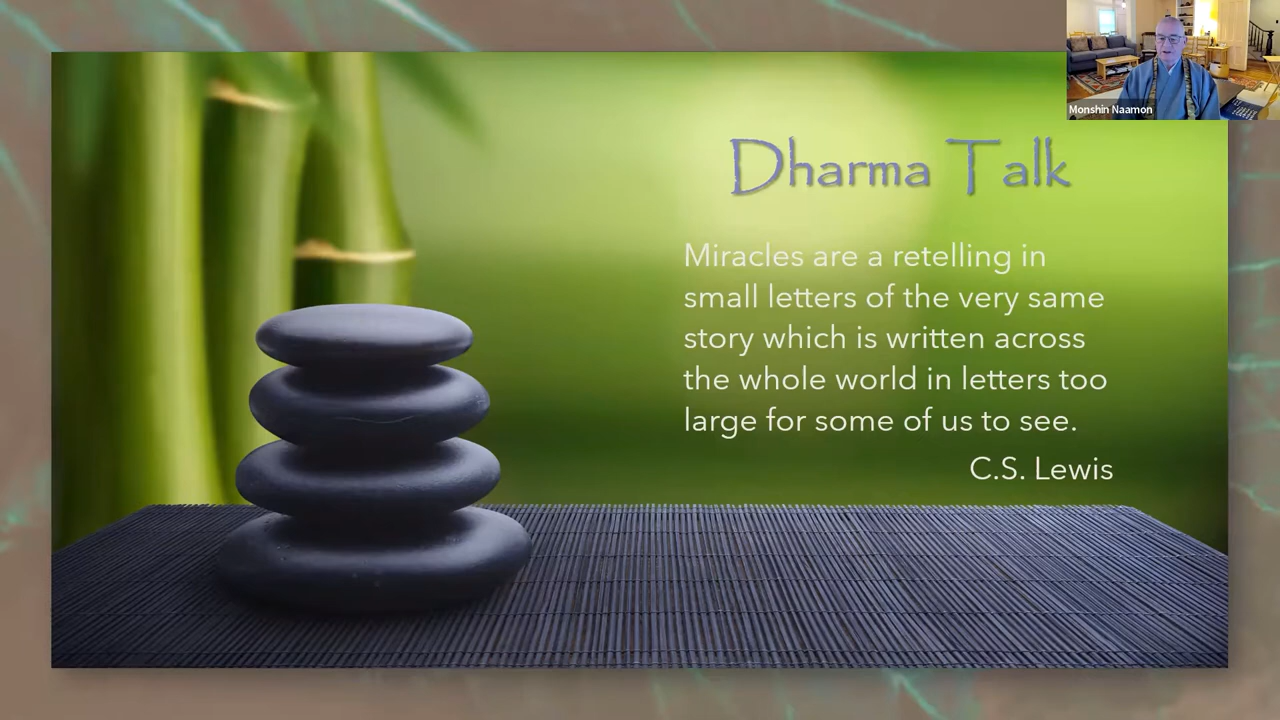 Monshin Naamon
Dharma Talk
Miracles are a retelling in
small letters of the very same
story which is written across
the whole world in letters too
large for some of us to see.
C.S. Lewis